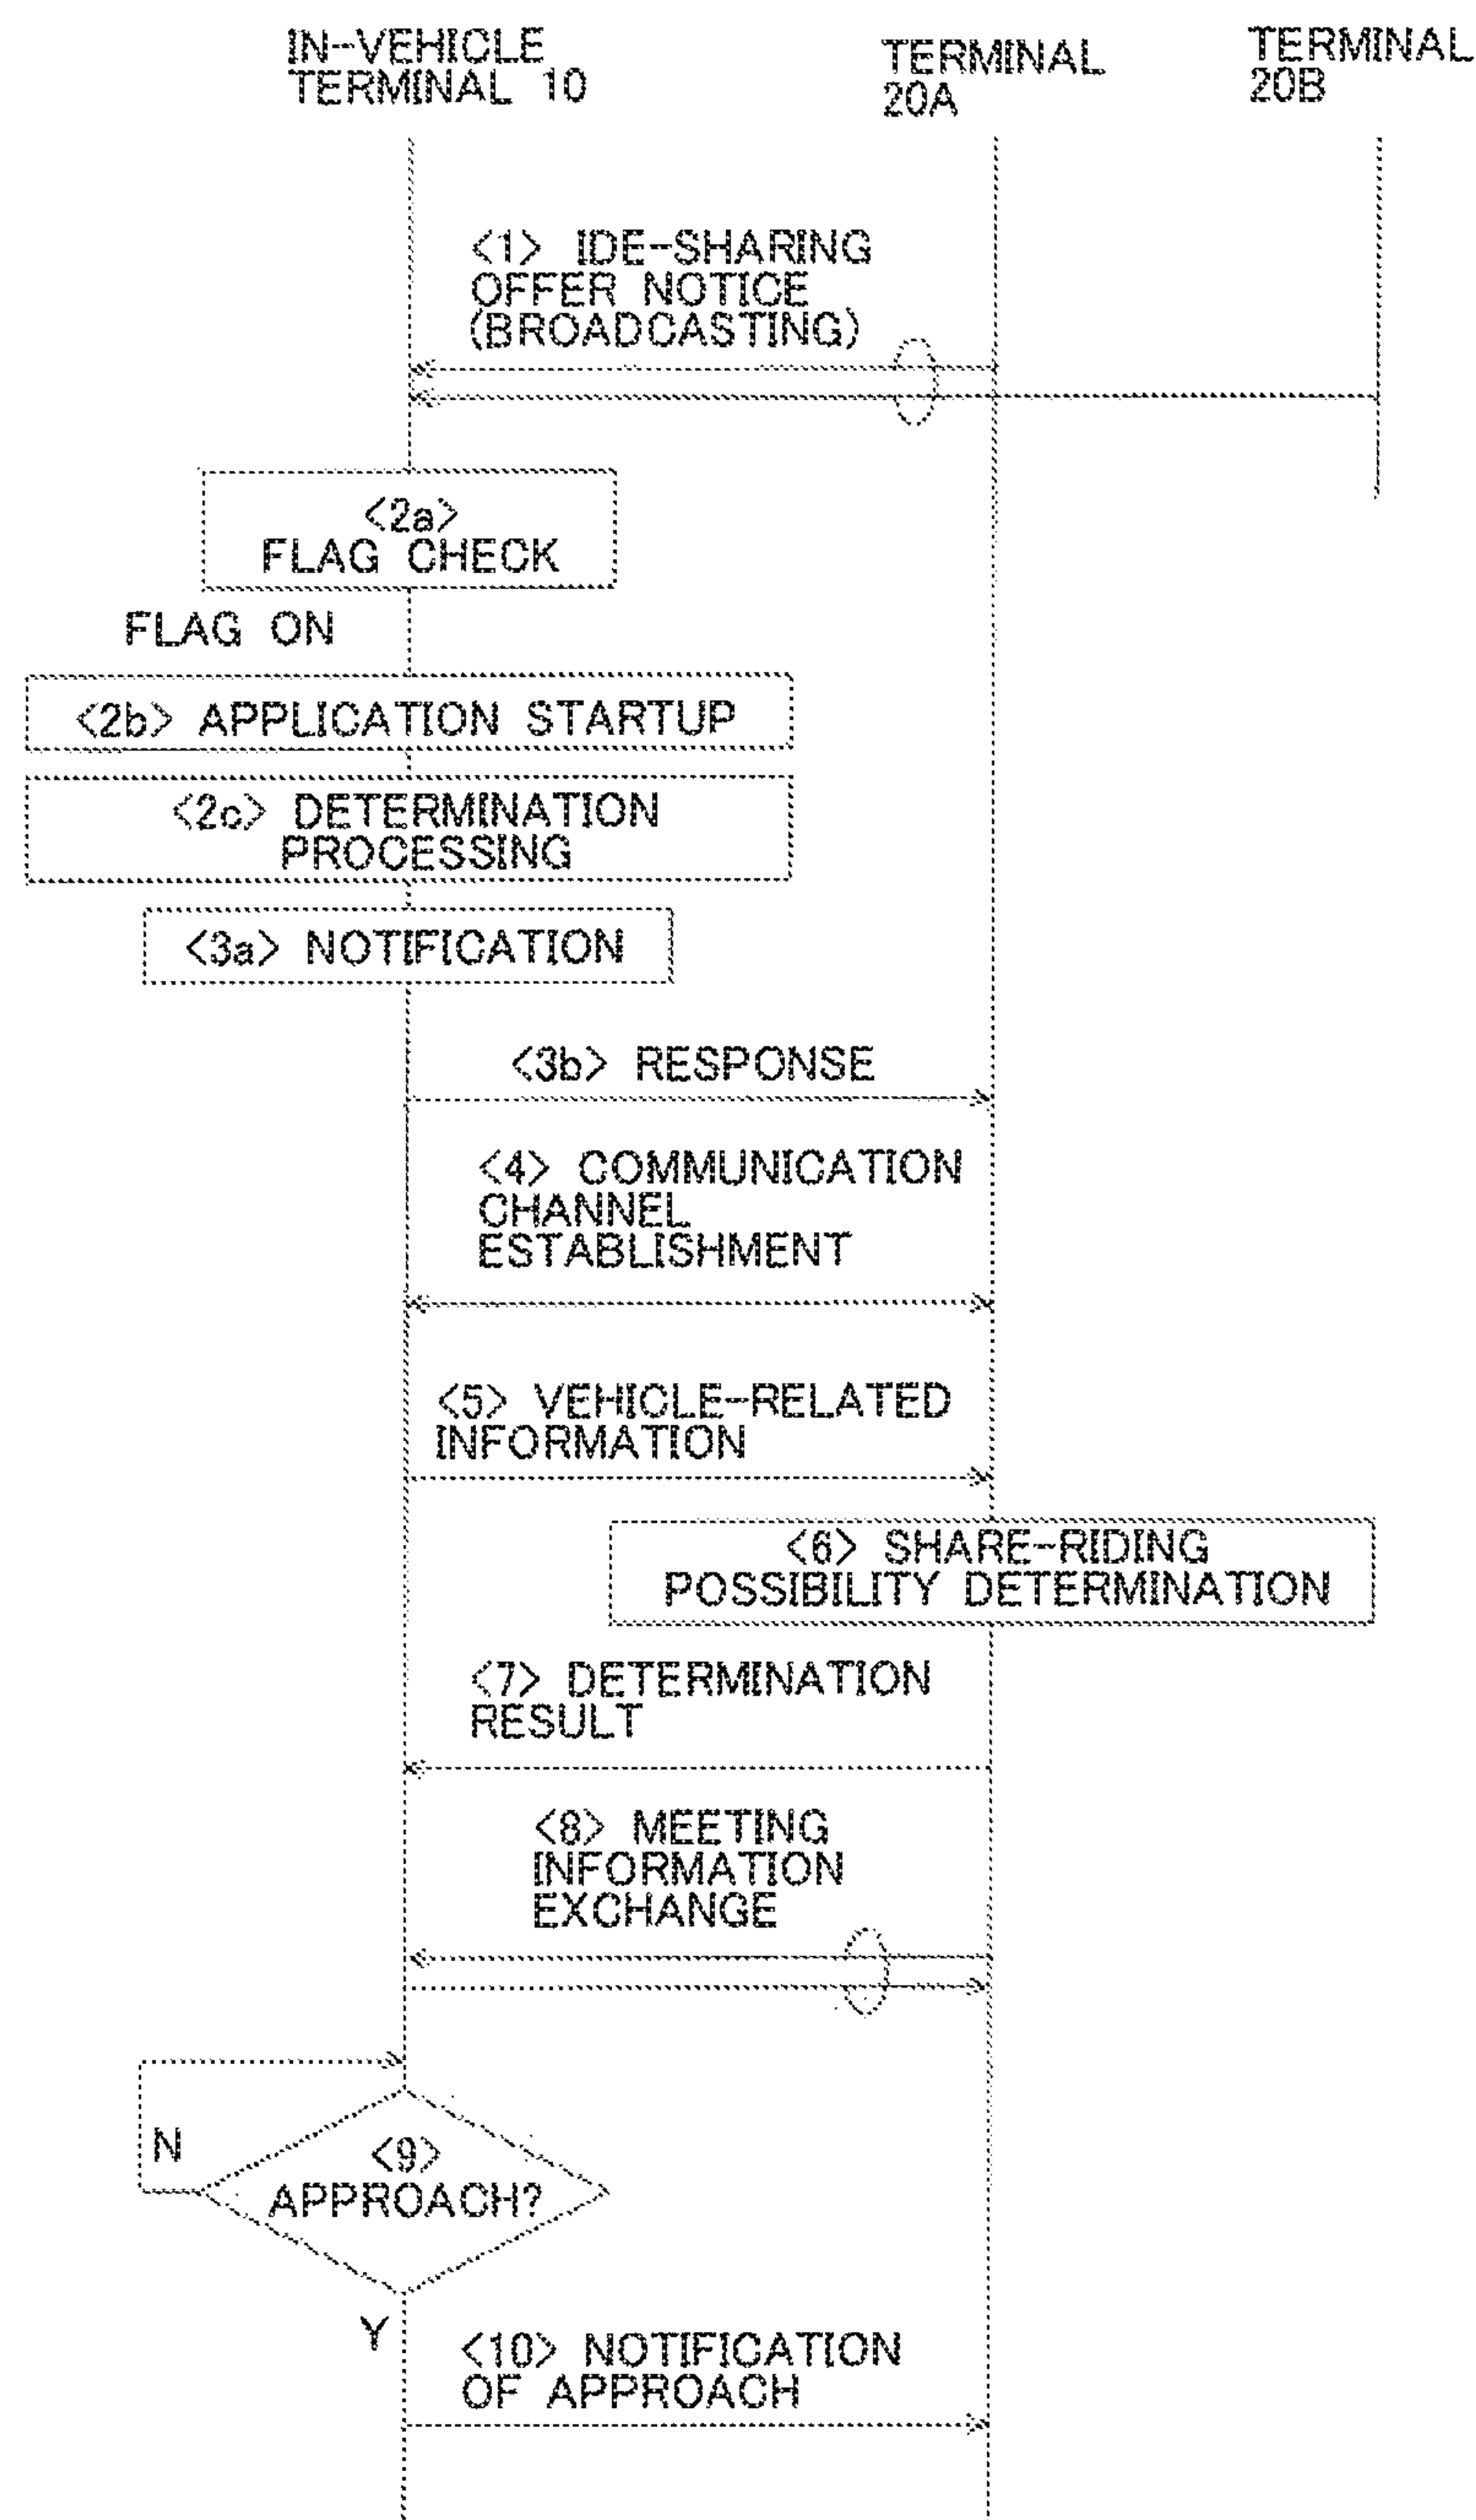 IN-VEHICLE
TERMINAL 10
TERMINAL
20A
TERMINAL
20B
<1> IDE-SHARING
OFFER NOTICE
(BROADCASTING)
<2a>
FLAG CHECK
FLAG ON
<2b> APPLICATION STARTUP
<2c> DETERMINATION
PROCESSING
<3a> NOTIFICATION
<3b> RESPONSE
<4> COMMUNICATION
CHANNEL
ESTABLISHMENT
<5> VEHICLE-RELATED
INFORMATION
<6> SHARE-RIDING
POSSIBILITY DETERMINATION
<7> DETERMINATION
RESULT
<8> MEETING
INFORMATION
EXCHANGE
N
<9>
APPROACH?
Y
<10> NOTIFICATION
OF APPROACH